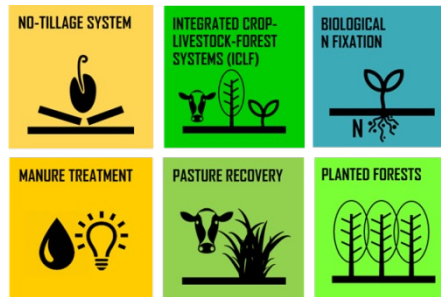 NO-TILLAGE SYSTEM
INTEGRATED CROP-
LIVESTOCK-FOREST
SYSTEMS (ICLF)
BIOLOGICAL
N FIXATION
N
MANURE TREATMENT
PASTURE RECOVERY
PLANTED FORESTS